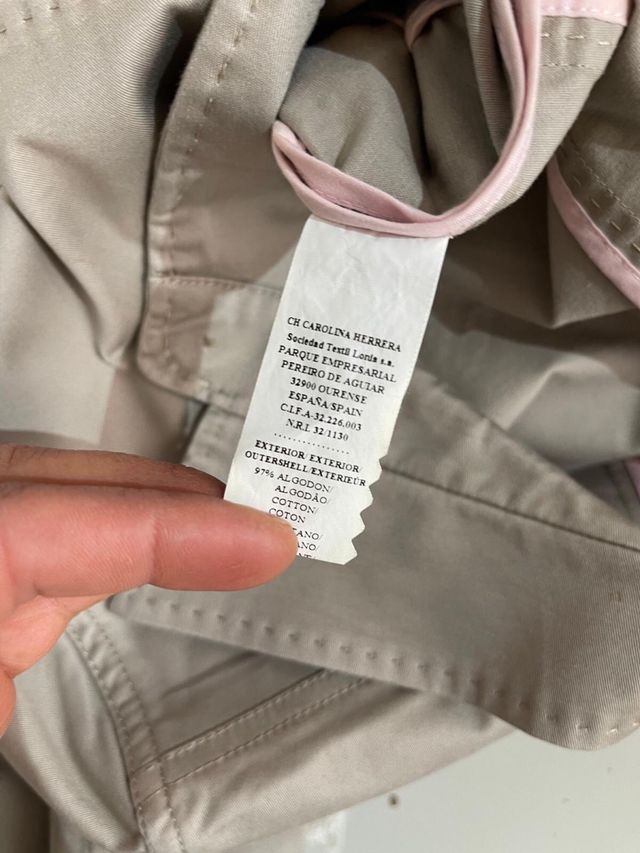 CH CAROLINA HERRERA
Sociedad Textil Lonia s.a.
PARQUE EMPRESARIAL
PEREIRO DE AGUIAR
32900 OURENSE
ESPAÑA/SPAIN
C.I.F.A-32.226.003
N.R.I. 32/1130
EXTERIOR/ EXTERIOR/
OUTERSHELL/EXTERIEÚR
97% ALGODON/
ALGODÃO/
COTTON/
COTON